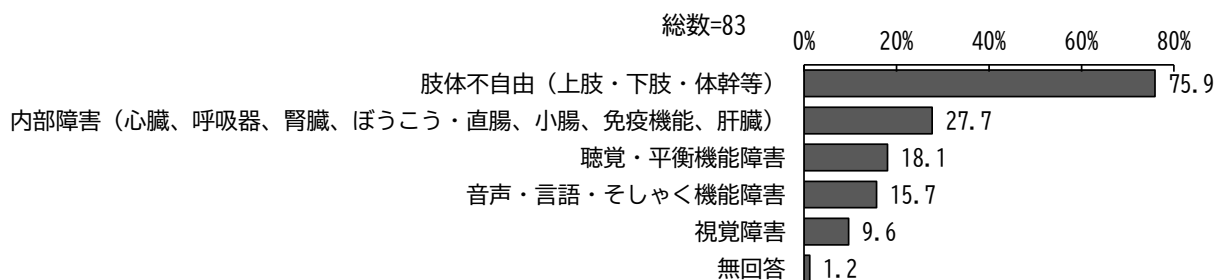 総数=83
0% 20% 40% 60% 80%
肢体不自由（上肢・下肢・体幹等） 75.9
内部障害（心臓、呼吸器、腎臓、ぼうこう・直腸、小腸、免疫機能、肝臓） 27.7
聴覚・平衡機能障害 18.1
音声・言語・そしゃく機能障害 15.7
視覚障害 9.6
無回答 1.2